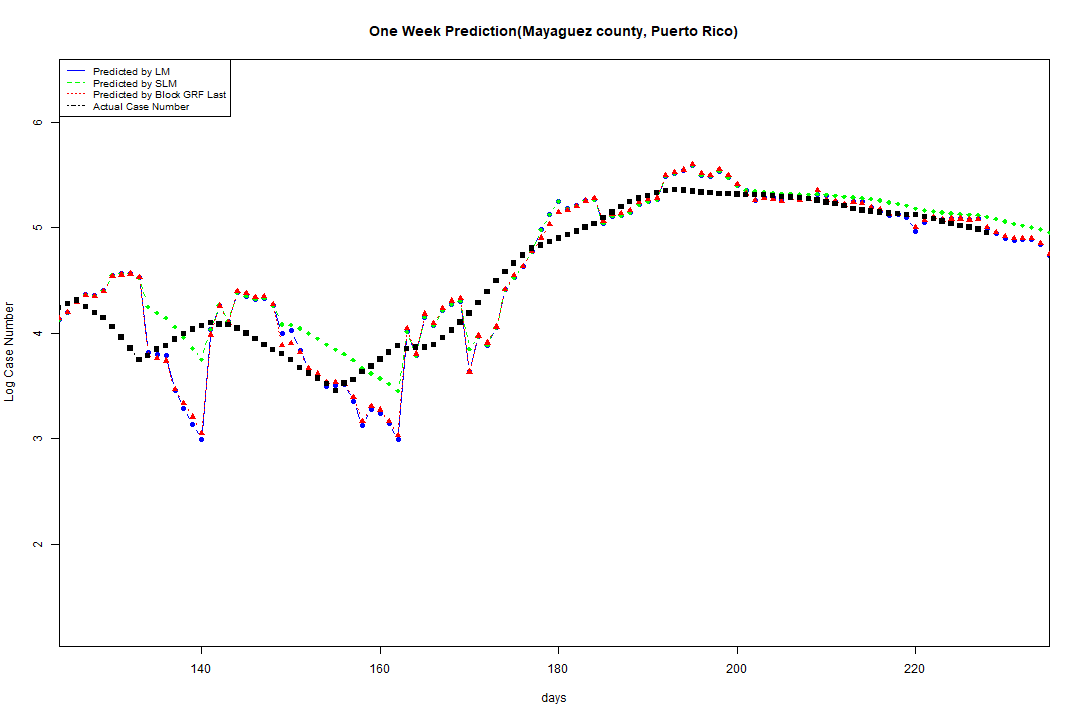 One Week Prediction(Mayaguez county, Puerto Rico)
Predicted by LM
Predicted by SLM
Predicted by Block GRF Last
Actual Case Number
6
5
4
3
2
Log Case Number
140 160 180 200 220
days